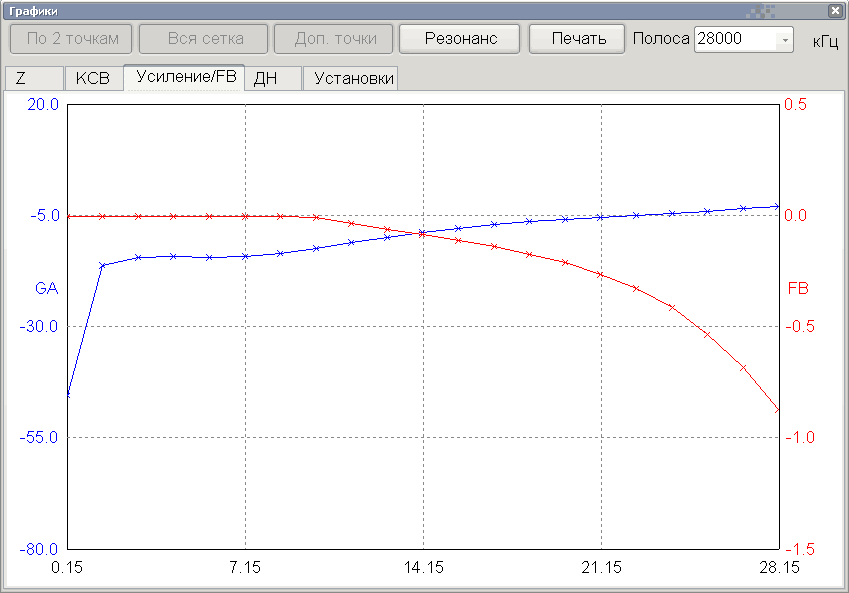 Графики
По 2 точкам Вся сетка Доп. точки Резонанс Печать Полоса 28000 кГц
Z КСВ Усиление/FB ДН Установки
20.0 0.5
-5.0 0.0
GA FB
-30.0 -0.5
-55.0 -1.0
-80.0 -1.5
0.15 7.15 14.15 21.15 28.15